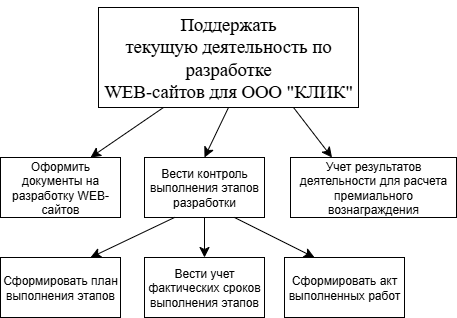 Поддержать
текущую деятельность по
разработке
WEB-сайтов для ООО "КЛИК"
Оформить
документы на
разработку WEB-
сайтов
Вести контроль
выполнения этапов
разработки
Учет результатов
деятельности для расчета
премиального
вознаграждения
Сформировать план
выполнения этапов
Вести учет
фактических сроков
выполнения этапов
Сформировать акт
выполненных работ